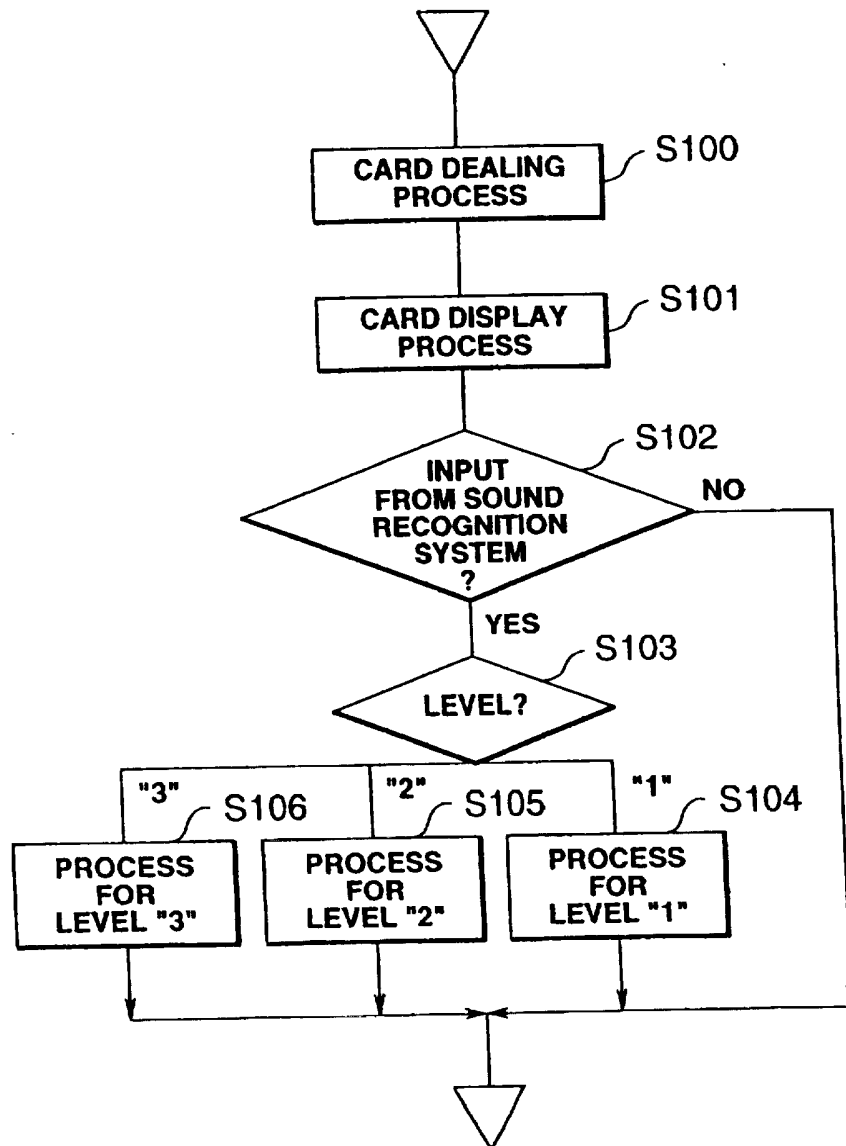 CARD DEALING
PROCESS
S100
CARD DISPLAY
PROCESS
S101
S102
INPUT
FROM SOUND
RECOGNITION
SYSTEM
?
NO
YES
S103
LEVEL?
"3"
S106
"2"
S105
"1"
S104
PROCESS
FOR
LEVEL "3"
PROCESS
FOR
LEVEL "2"
PROCESS
FOR
LEVEL "1"